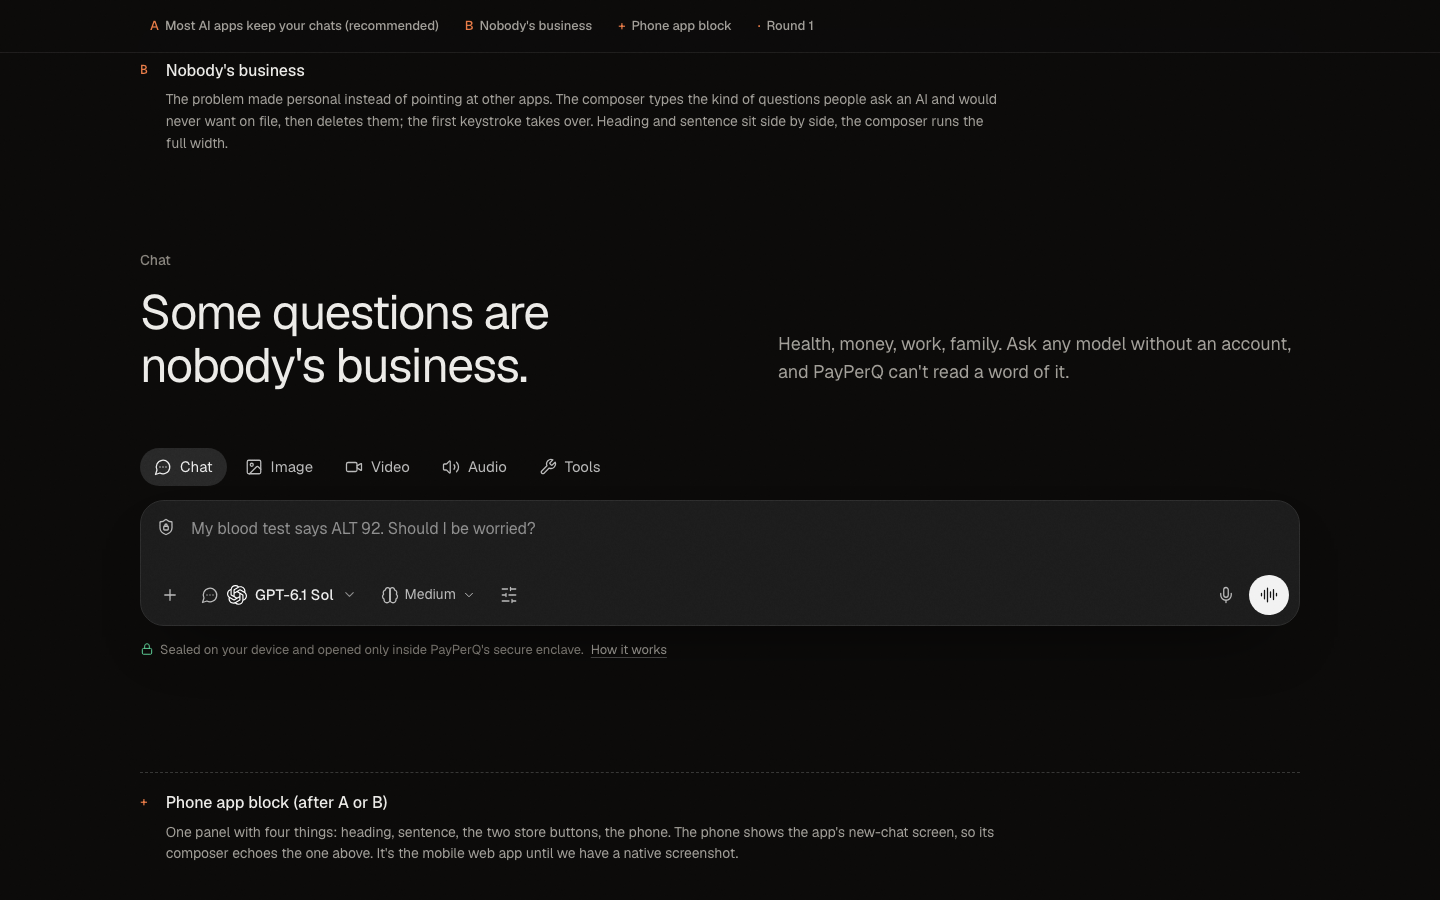 A Most AI apps keep your chats (recommended) B Nobody's business + Phone app block · Round 1
B Nobody's business
The problem made personal instead of pointing at other apps. The composer types the kind of questions people ask an AI and would
never want on file, then deletes them; the first keystroke takes over. Heading and sentence sit side by side, the composer runs the
full width.
Chat
Some questions are
nobody's business.
Health, money, work, family. Ask any model without an account,
and PayPerQ can't read a word of it.
Chat Image Video Audio Tools
My blood test says ALT 92. Should I be worried?
GPT-6.1 Sol Medium
Sealed on your device and opened only inside PayPerQ's secure enclave. How it works
+ Phone app block (after A or B)
One panel with four things: heading, sentence, the two store buttons, the phone. The phone shows the app's new-chat screen, so its
composer echoes the one above. It's the mobile web app until we have a native screenshot.